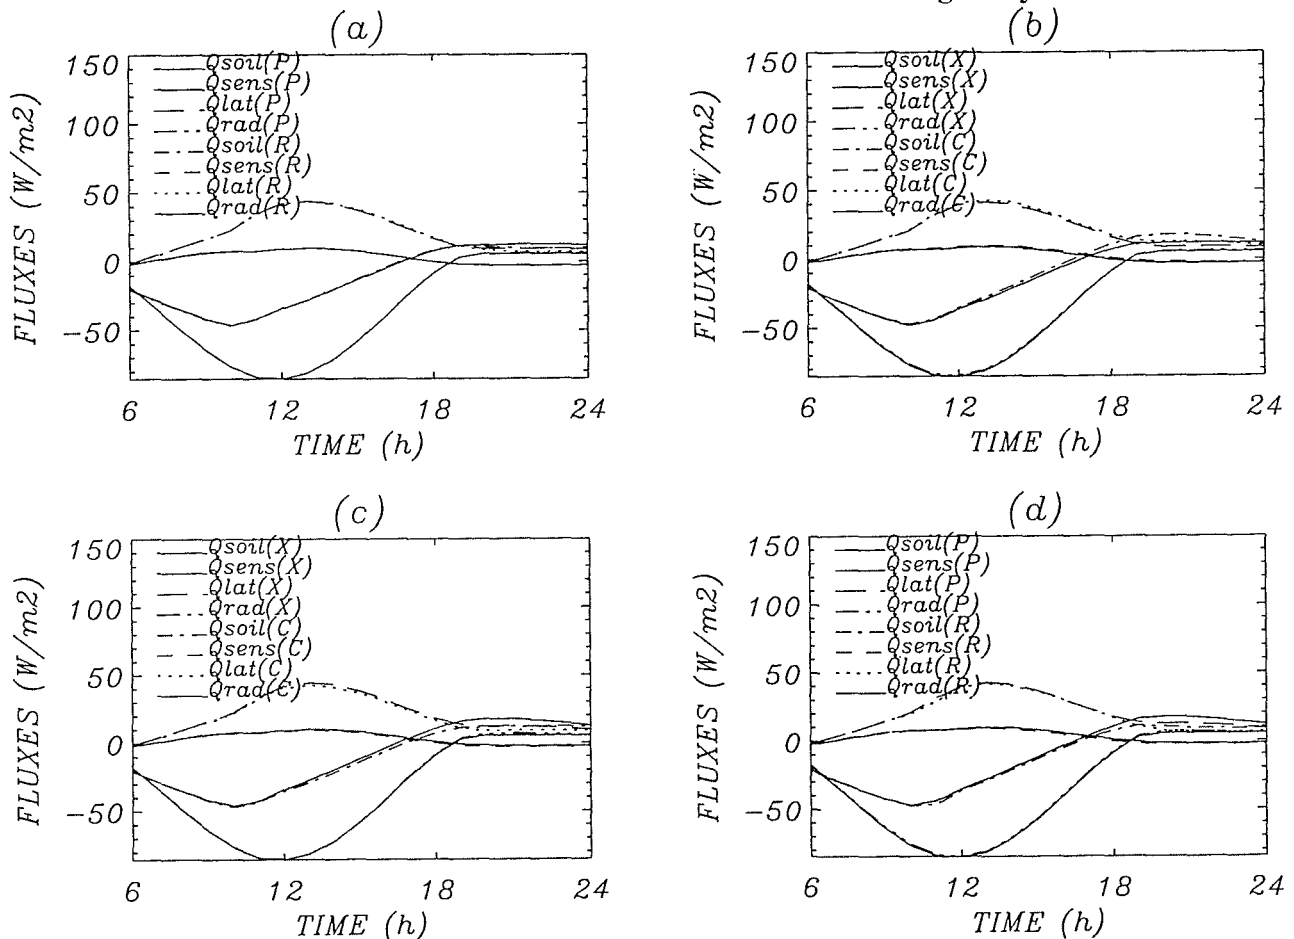 (a)
150
100
50
0
−50
FLUXES (W/m2)
Qsoil(P)
Qsens(P)
Qlat(P)
Qrad(P)
Qsoil(R)
Qsens(R)
Qlat(R)
Qrad(R)
6 12 18 24
TIME (h)
(b)
150
100
50
0
−50
FLUXES (W/m2)
Qsoil(X)
Qsens(X)
Qlat(X)
Qrad(X)
Qsoil(C)
Qsens(C)
Qlat(C)
Qrad(C)
6 12 18 24
TIME (h)
(c)
150
100
50
0
−50
FLUXES (W/m2)
Qsoil(X)
Qsens(X)
Qlat(X)
Qrad(X)
Qsoil(C)
Qsens(C)
Qlat(C)
Qrad(C)
6 12 18 24
TIME (h)
(d)
150
100
50
0
−50
FLUXES (W/m2)
Qsoil(P)
Qsens(P)
Qlat(P)
Qrad(P)
Qsoil(R)
Qsens(R)
Qlat(R)
Qrad(R)
6 12 18 24
TIME (h)